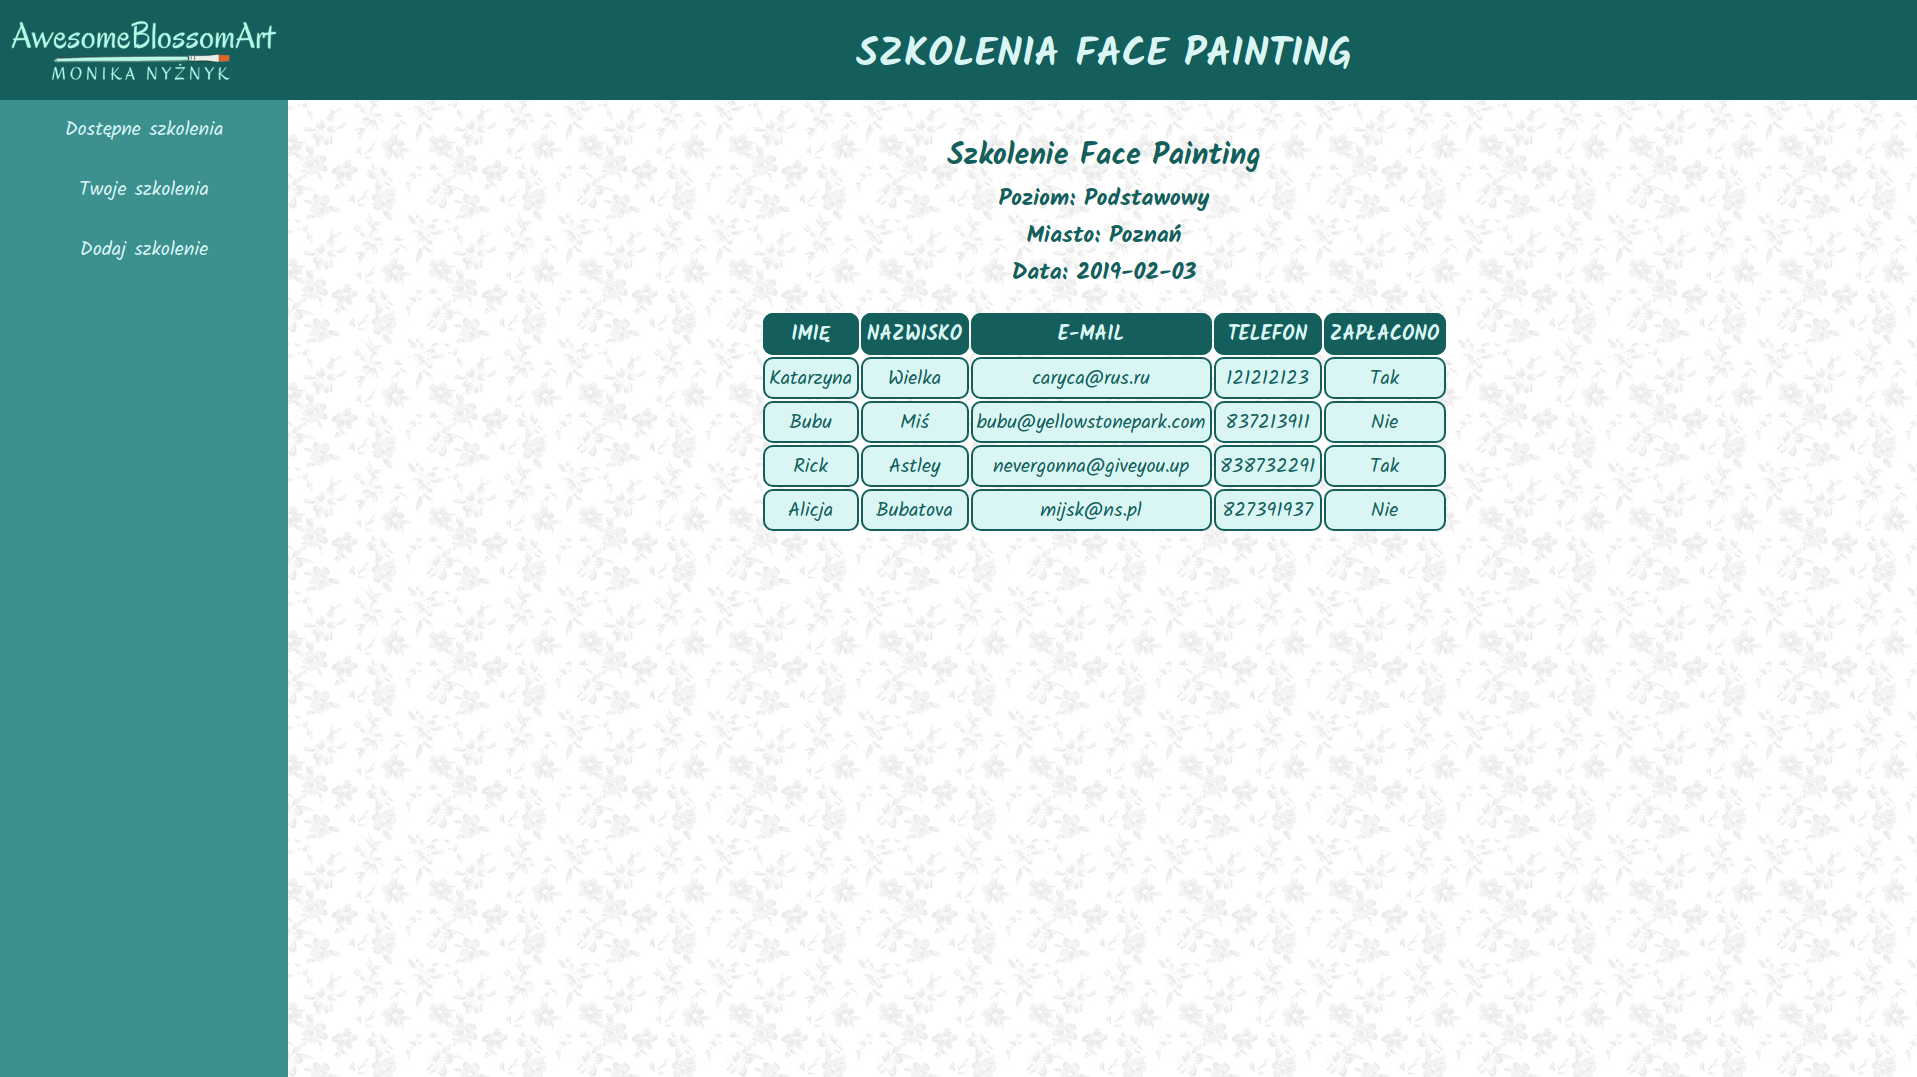 AwesomeBlossomArt
MONIKA NYŻNYK
SZKOLENIA FACE PAINTING
Dostępne szkolenia
Twoje szkolenia
Dodaj szkolenie
Szkolenie Face Painting
Poziom: Podstawowy
Miasto: Poznań
Data: 2019-02-03
IMIĘ NAZWISKO E-MAIL TELEFON ZAPŁACONO
Katarzyna Wielka caryca@rus.ru 121212123 Tak
Bubu Miś bubu@yellowstonepark.com 837213911 Nie
Rick Astley nevergonna@giveyou.up 838732291 Tak
Alicja Bubatova mijsk@ns.pl 827391937 Nie